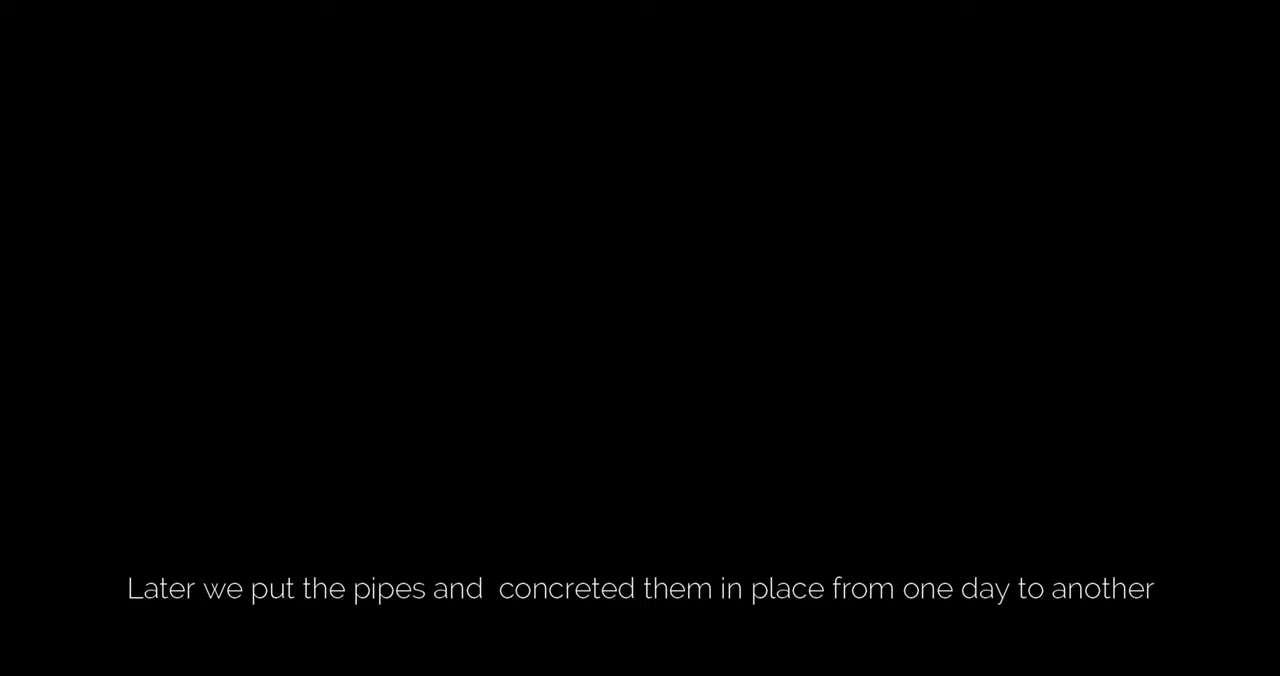 Later we put the pipes and  concreted them in place from one day to another